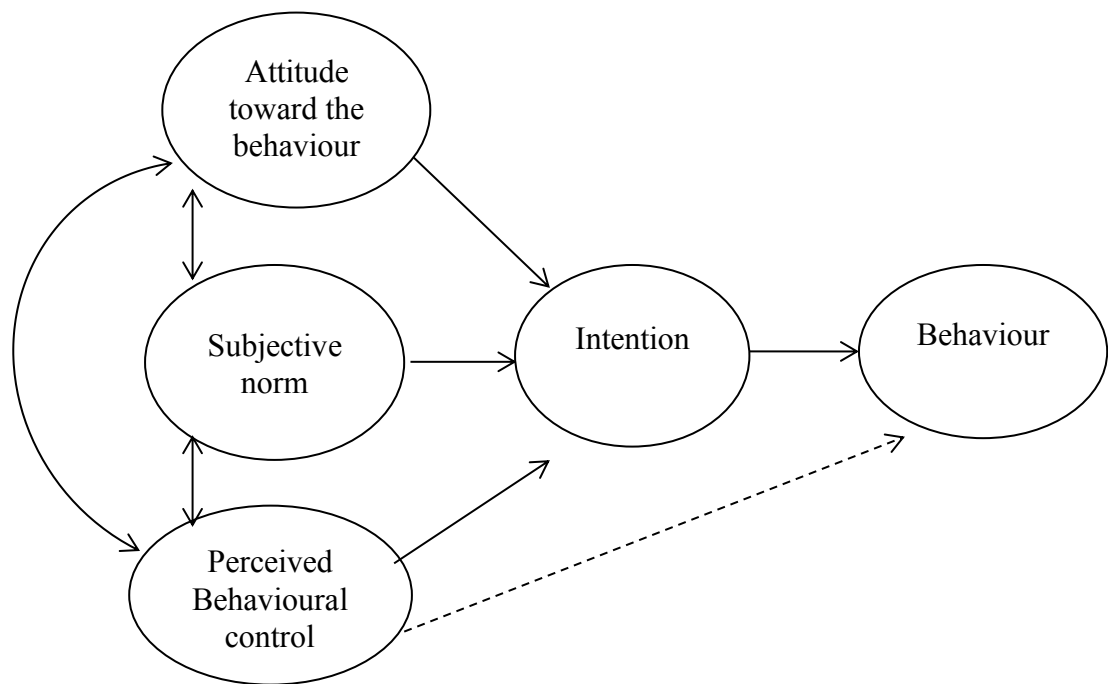 Attitude
toward the
behaviour
Subjective
norm
Intention
Behaviour
Perceived
Behavioural
control